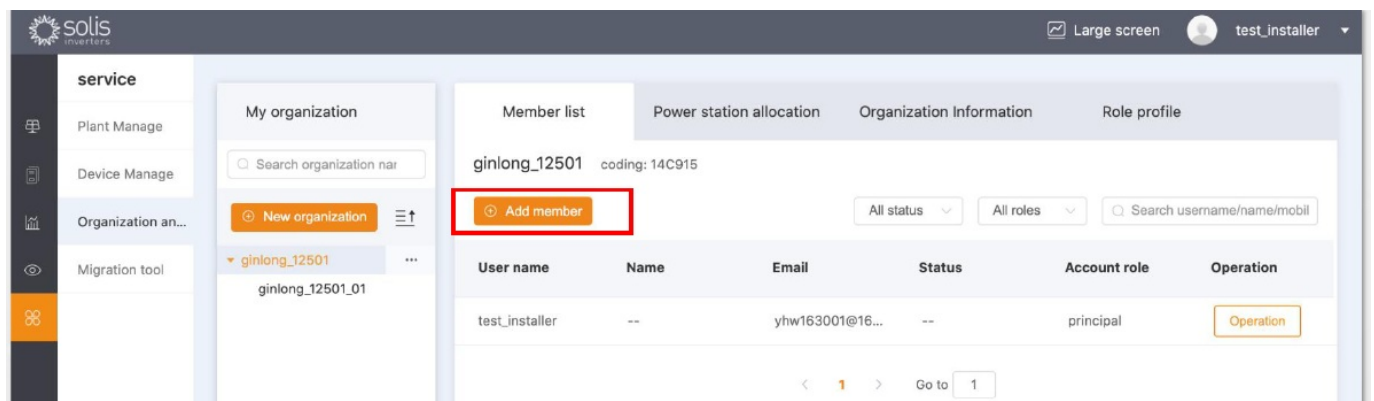 solis
inverters
Large screen
test_installer
service
Plant Manage
Device Manage
Organization an...
Migration tool
My organization
Search organization nar
New organization
ginlong_12501
...
ginlong_12501_01
Member list
Power station allocation
Organization Information
Role profile
ginlong_12501 coding: 14C915
Add member
All status
All roles
Search username/name/mobil
User name Name Email Status Account role Operation
test_installer -- yhw163001@16... -- principal Operation
< 1 > Go to 1